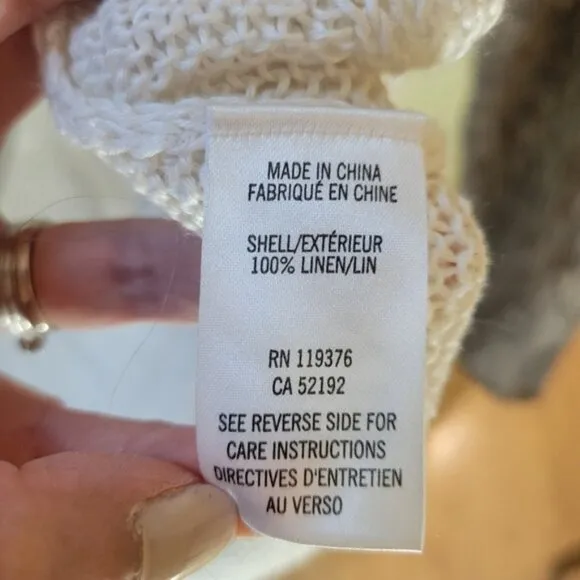 MADE IN CHINA
FABRIQUÉ EN CHINE
SHELL/EXTÉRIEUR
100% LINEN/LIN
RN 119376
CA 52192
SEE REVERSE SIDE FOR
CARE INSTRUCTIONS
DIRECTIVES D'ENTRETIEN
AU VERSO